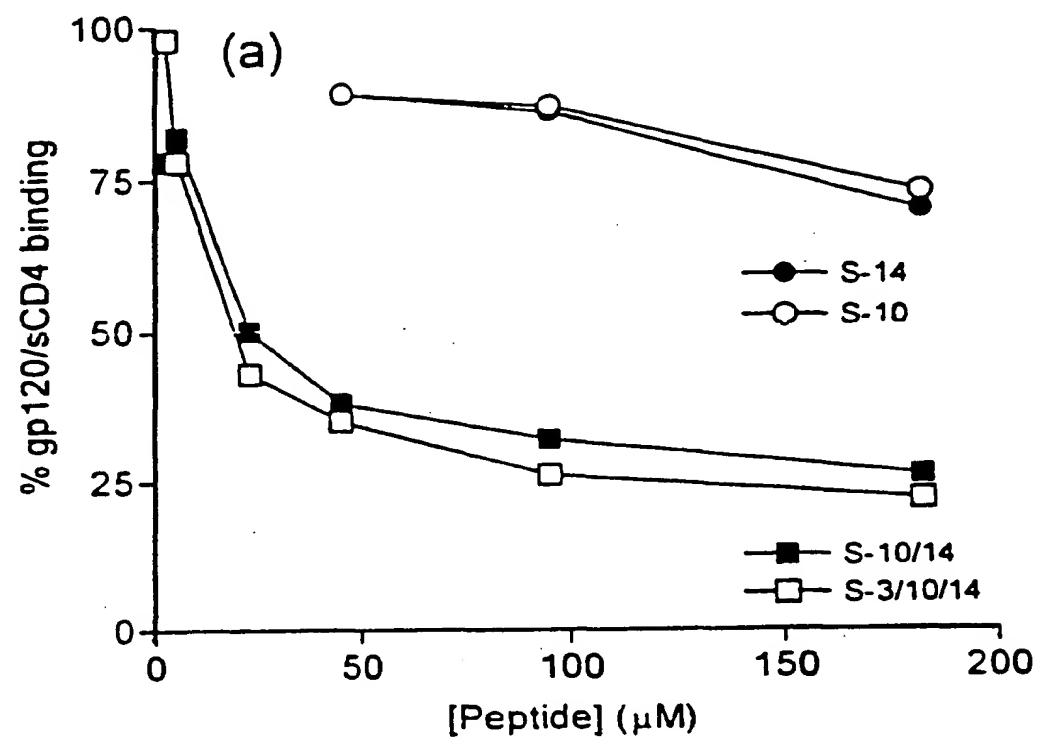 (a)
% gp120/sCD4 binding
100
75
50
25
0
0 50 100 150 200
[Peptide] (μM)
S-14
S-10
S-10/14
S-3/10/14